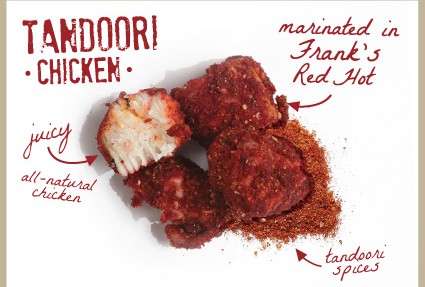 TANDOORI
· CHICKEN ·
marinated in
Frank's
Red Hot
juicy
all-natural
chicken
tandoori
spices